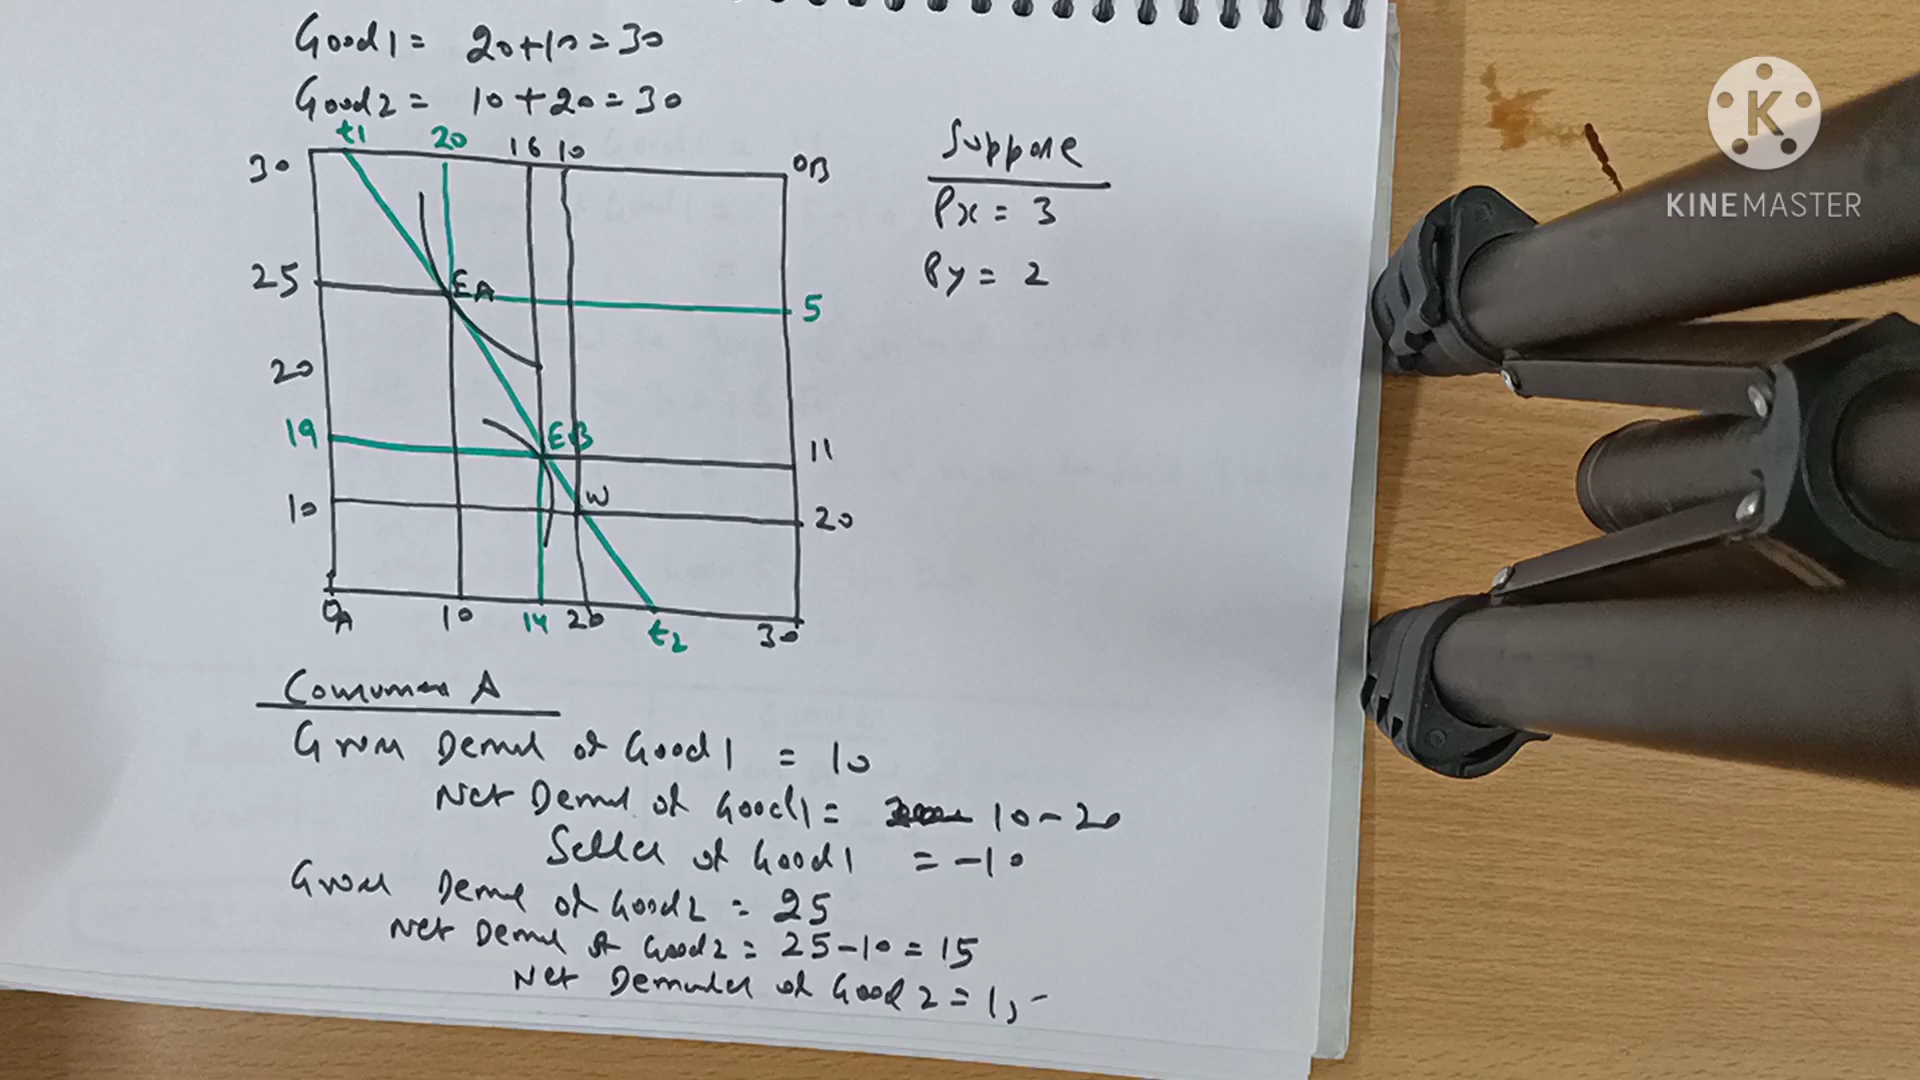 Good 1 = 20+10=30
Good 2 = 10+20=30
t1 20 16 10
30 OB
25 EA 5
20
19 EB 11
10 W 20
OA 10 14 20 t2 30
Suppose
Px = 3
Py = 2
K
KINEMASTER
Consumer A
Gross Demand of Good 1 = 10
Net Demand of Good 1 = 10-20
Seller of Good 1 = -10
Gross Demand of Good 2 = 25
Net Demand of Good 2 = 25-10=15
Net Demander of Good 2 =